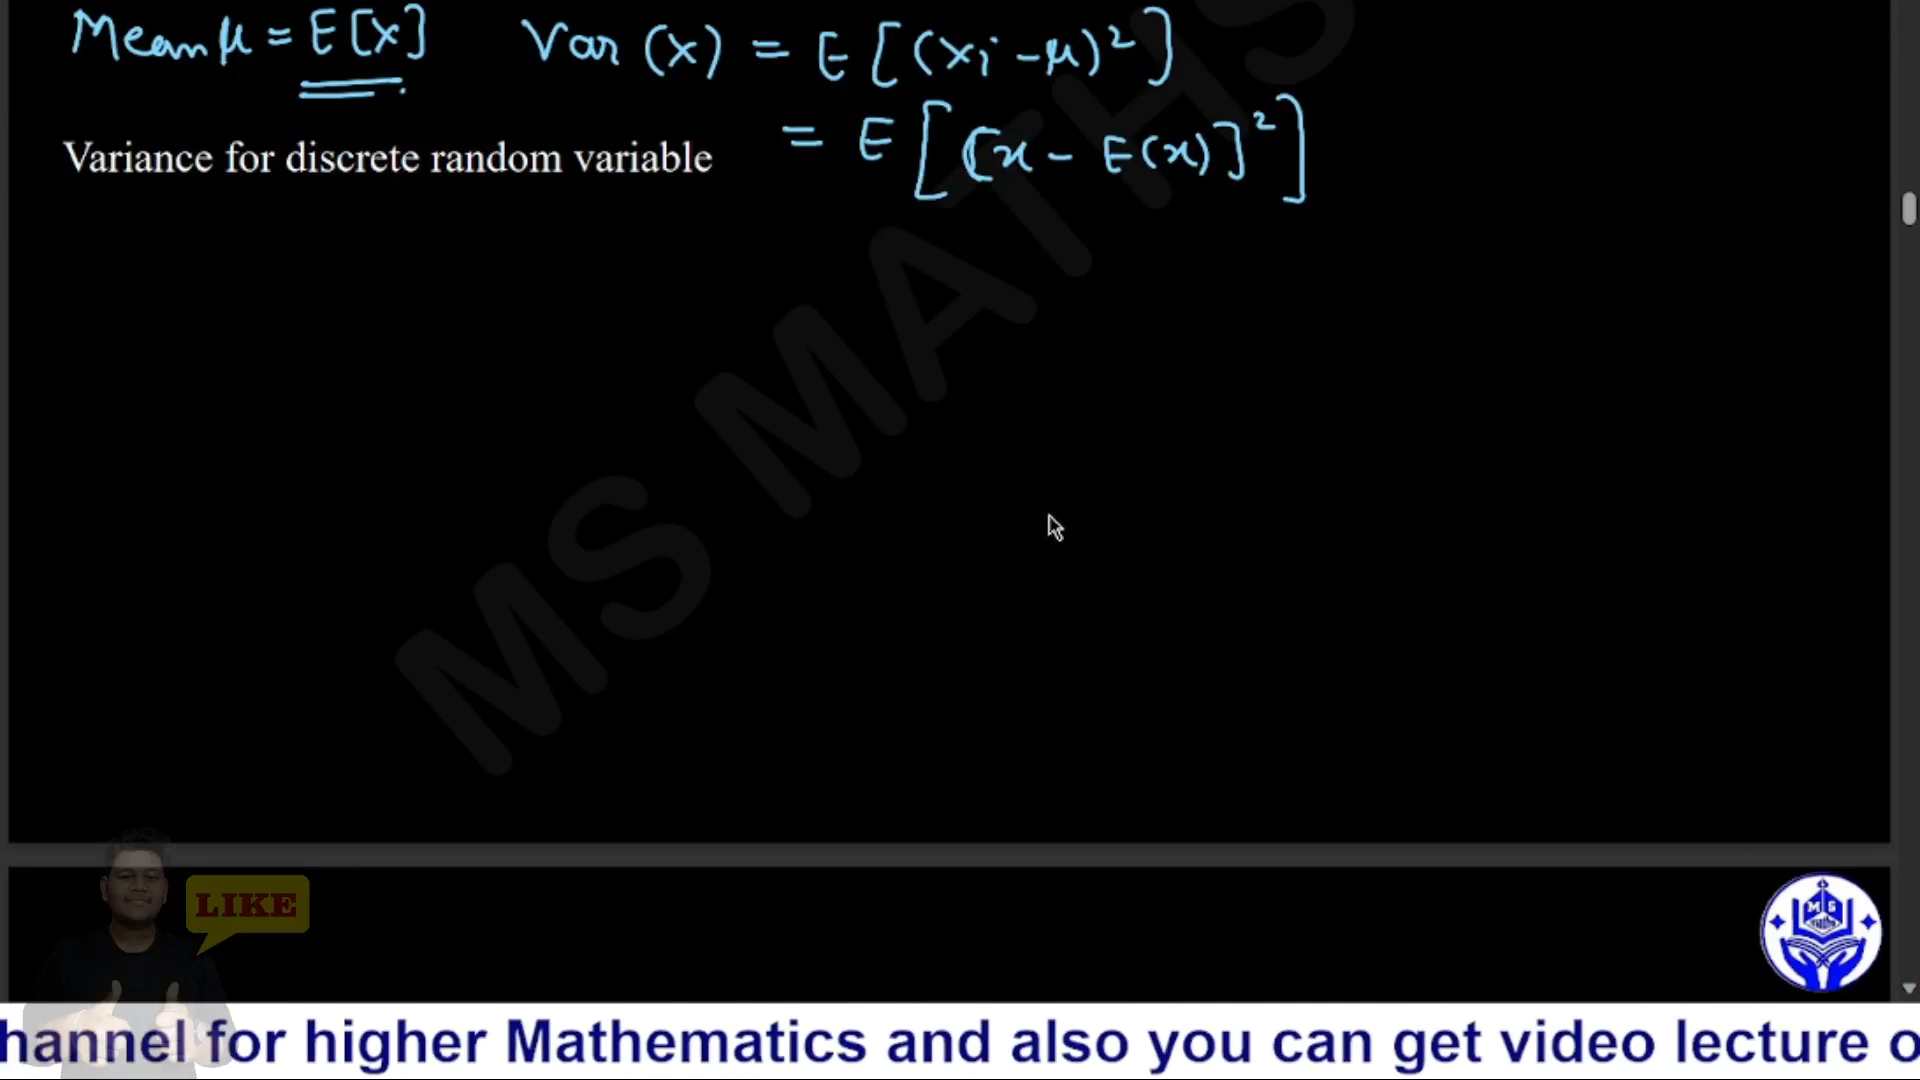 Mean μ = E[x] Var (x) = E[(xi - μ)²]
= E[[x - E(x)]²]
Variance for discrete random variable
MS MATHS
LIKE
MS
hannel for higher Mathematics and also you can get video lecture o